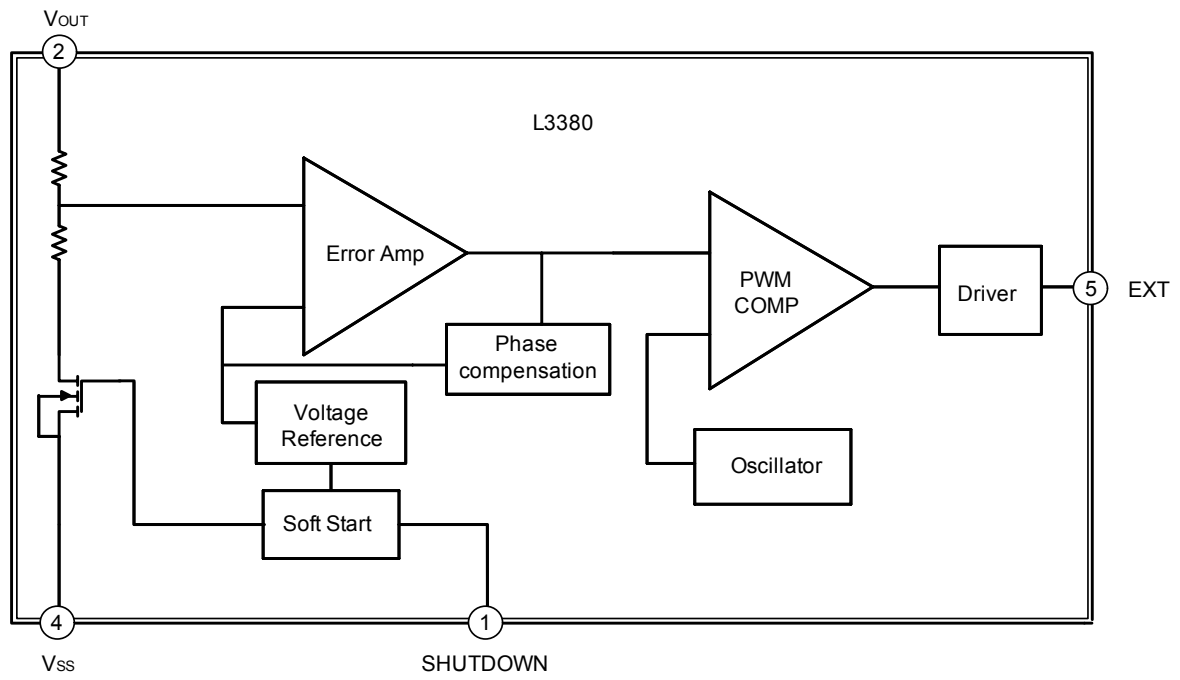 VOUT
2
L3380
Error Amp
PWM
COMP
Driver
5
EXT
Phase
compensation
Voltage
Reference
Oscillator
Soft Start
4
1
VSS
SHUTDOWN